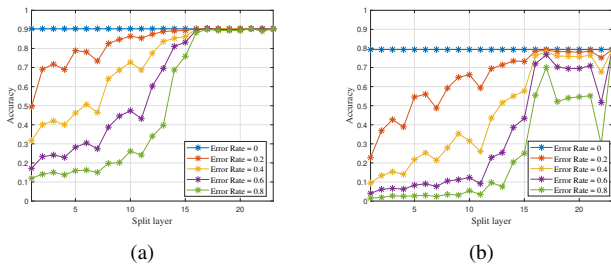 1
0.9
0.8
0.7
0.6
0.5
0.4
0.3
0.2
0.1
0
Accuracy
5 10 15 20
Split layer
Error Rate = 0
Error Rate = 0.2
Error Rate = 0.4
Error Rate = 0.6
Error Rate = 0.8
(a)
1
0.9
0.8
0.7
0.6
0.5
0.4
0.3
0.2
0.1
0
Accuracy
5 10 15 20
Split layer
Error Rate = 0
Error Rate = 0.2
Error Rate = 0.4
Error Rate = 0.6
Error Rate = 0.8
(b)